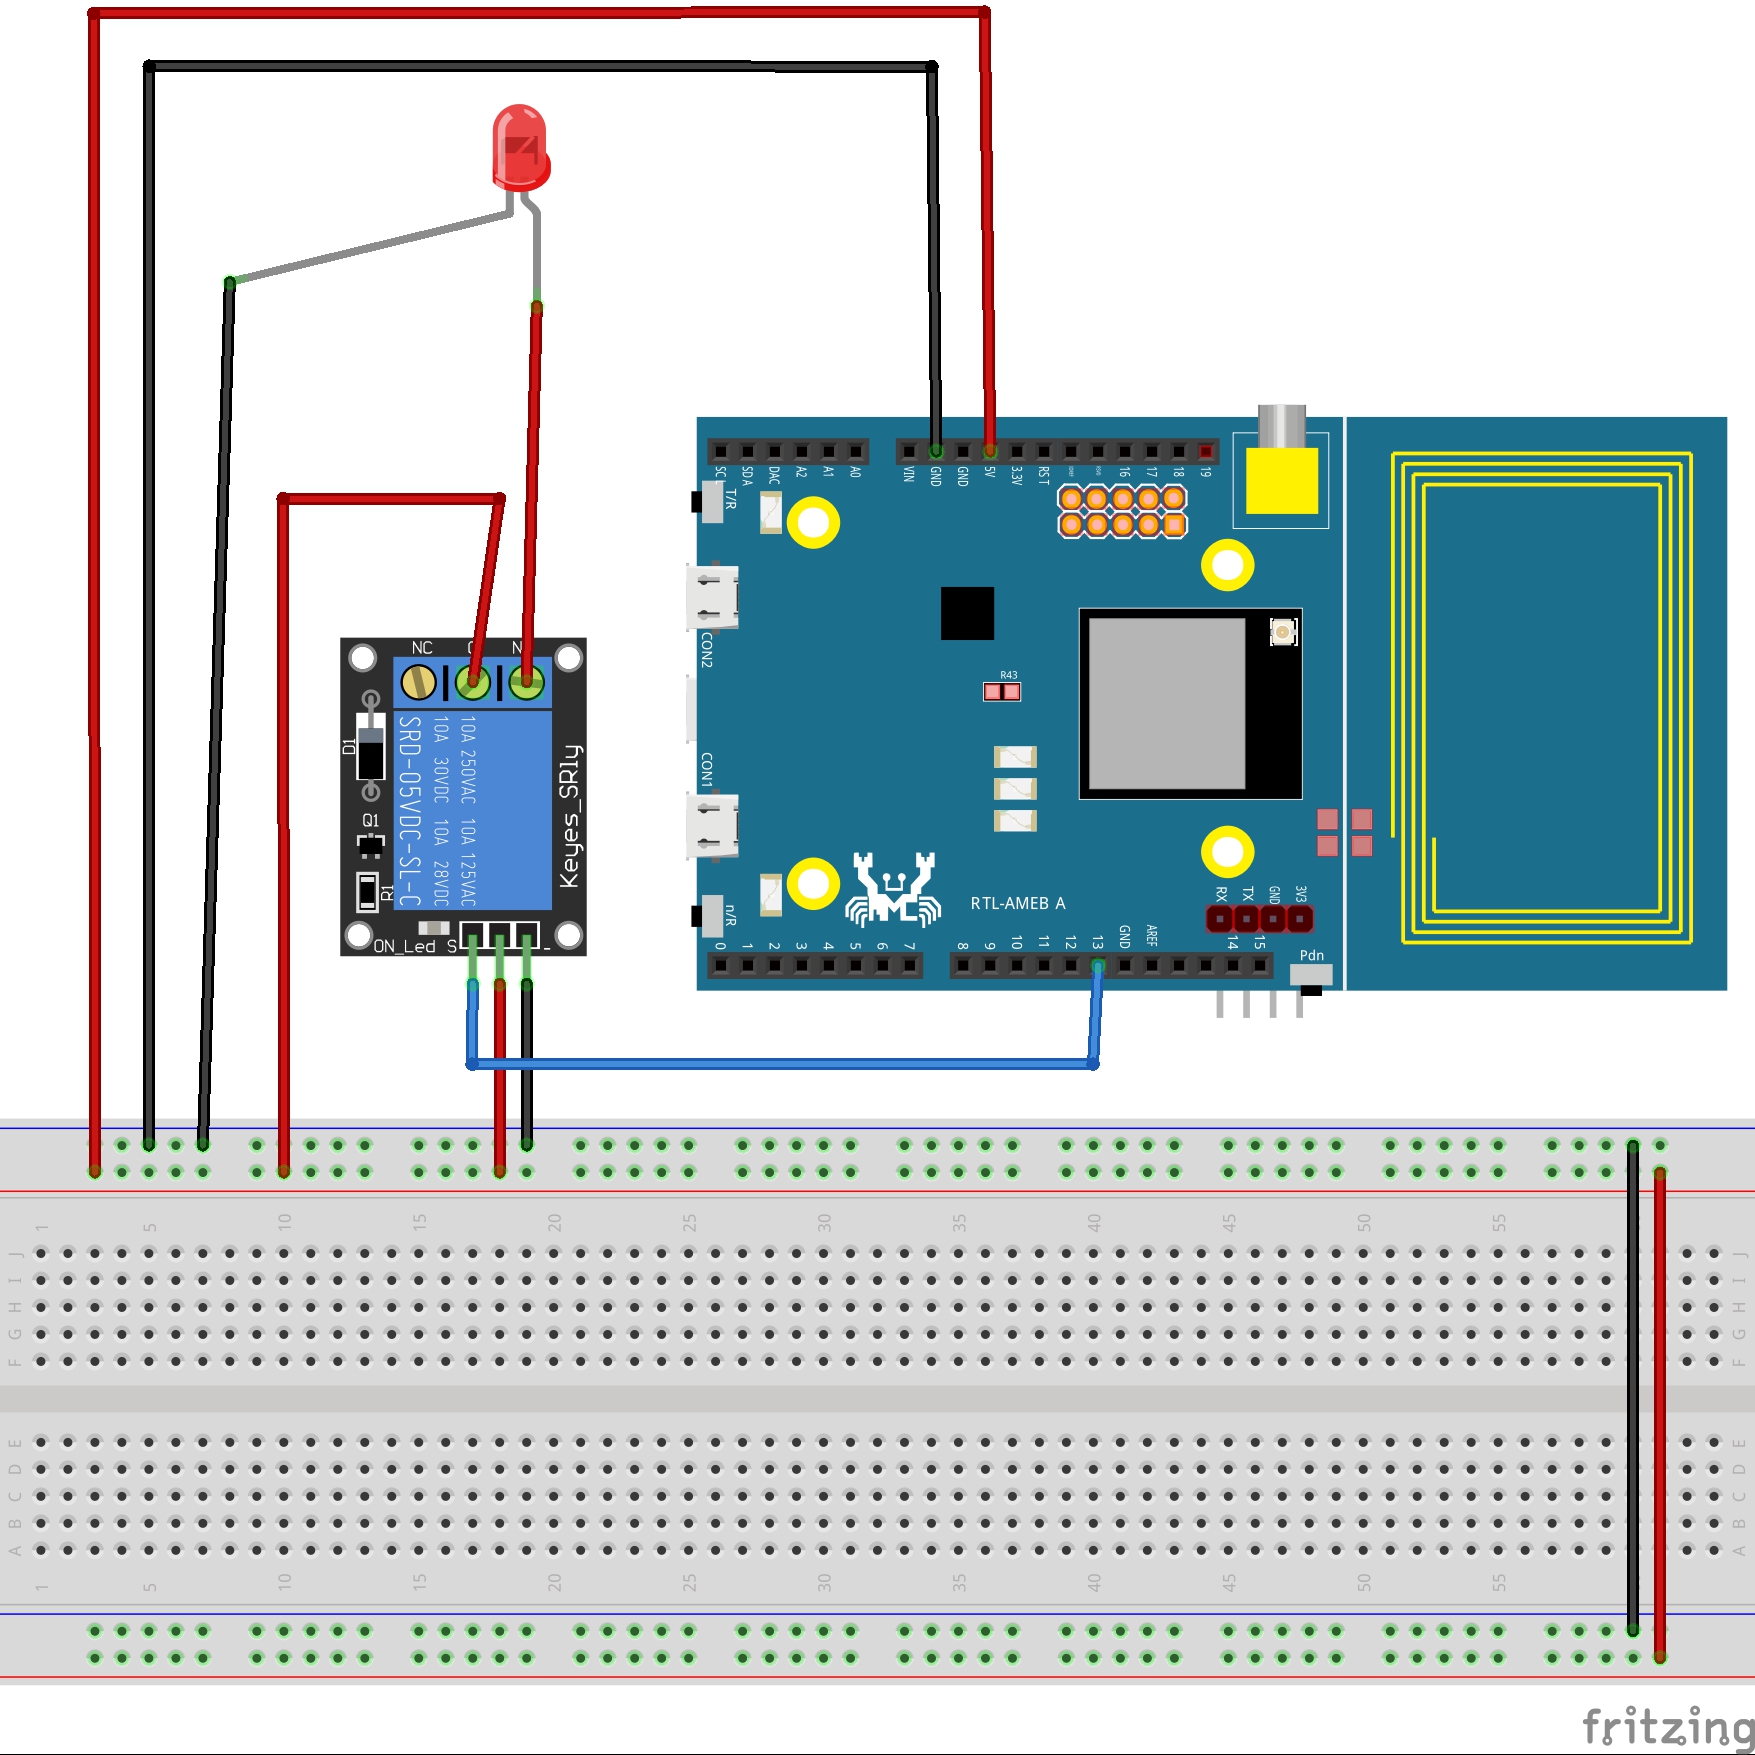 SCL
SDA
DAC
A2
A1
A0
VIN
GND
GND
5V
3.3V
RST
16
17
18
19
T/R
CON2
R43
CON1
n/R
RTL-AMEB A
RX
TX
GND
3V3
14
15
Pdn
0
1
2
3
4
5
6
7
8
9
10
11
12
13
GND
AREF
NC
D1
Q1
R1
SRD-05VDC-SL-C
10A 30VDC 10A 28VDC
10A 250VAC 10A 125VAC
Keyes_SRly
ON_Led S -
1 5 10 15 20 25 30 35 40 45 50 55
J J
I I
H H
G G
F F
E E
D D
C C
B B
A A
1 5 10 15 20 25 30 35 40 45 50 55
fritzing